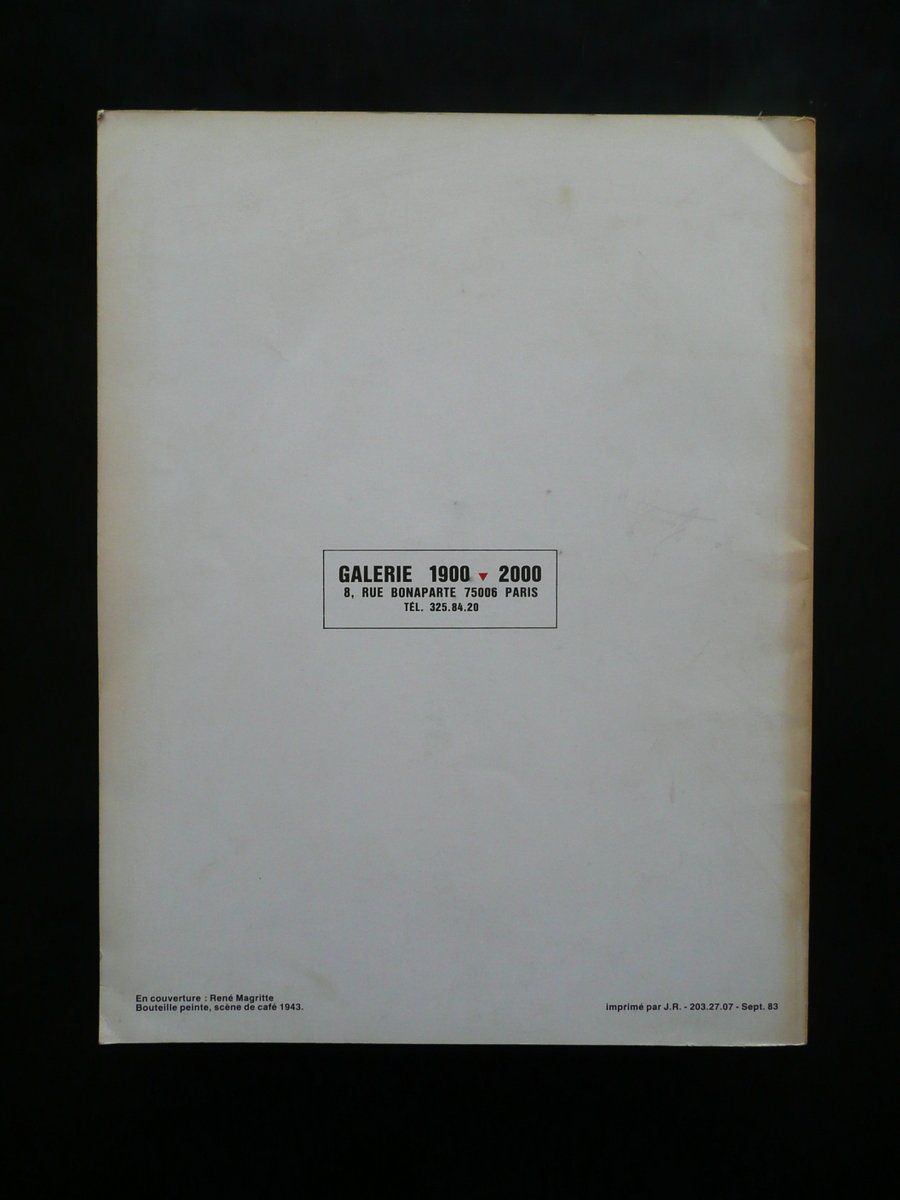 GALERIE 1900 ▼ 2000
8, RUE BONAPARTE 75006 PARIS
TÉL. 325.84.20
En couverture : René Magritte
Bouteille peinte, scène de café 1943.
imprimé par J.R. - 203.27.07 - Sept. 83